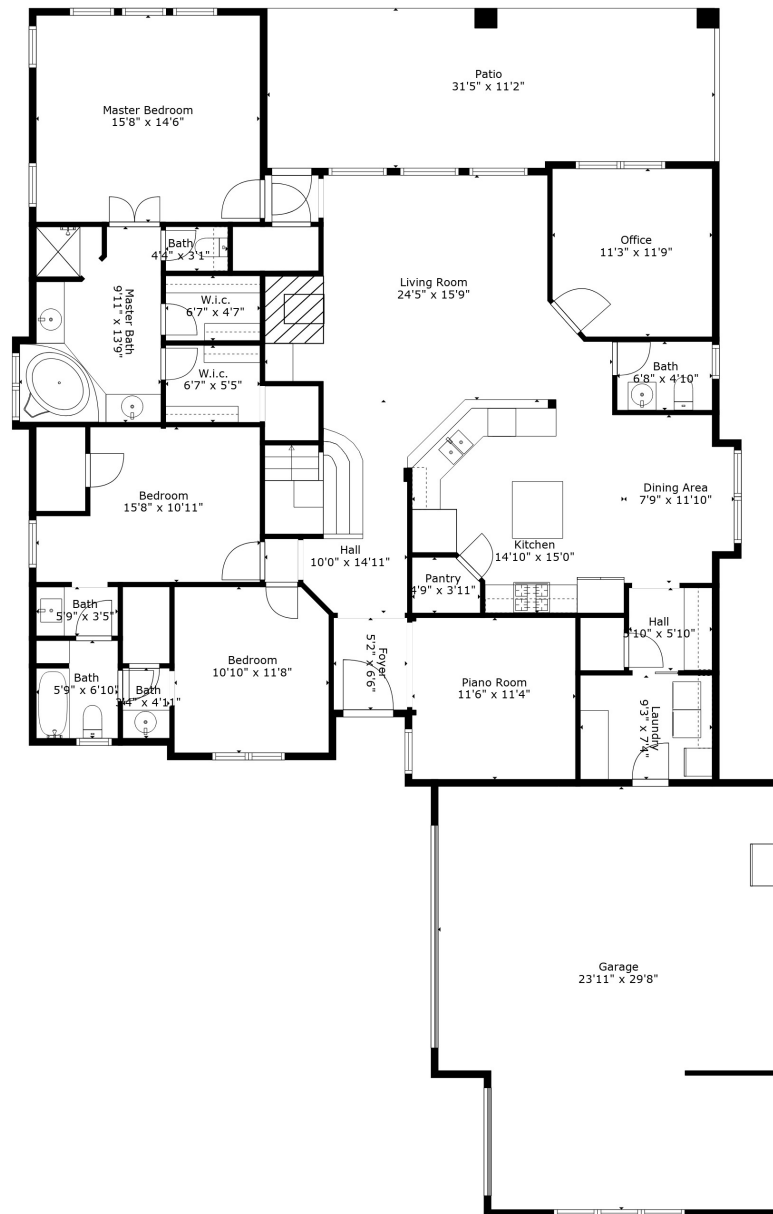 Patio
31'5" x 11'2"
Master Bedroom
15'8" x 14'6"
Office
11'3" x 11'9"
Bath
4'4" x 3'1"
Living Room
24'5" x 15'9"
W.i.c.
6'7" x 4'7"
Master Bath
9'11" x 13'9"
W.i.c.
6'7" x 5'5"
Bath
6'8" x 4'10"
Bedroom
15'8" x 10'11"
Dining Area
7'9" x 11'10"
Kitchen
14'10" x 15'0"
Hall
10'0" x 14'11"
Pantry
4'9" x 3'11"
Bath
5'9" x 3'5"
Hall
x 5'10"
Foyer
5'2" x 6'6"
Bedroom
10'10" x 11'8"
Bath
5'9" x 6'10"
Bath
3'4" x 4'11"
Piano Room
11'6" x 11'4"
Laundry
9'3" x 7'4"
Garage
23'11" x 29'8"